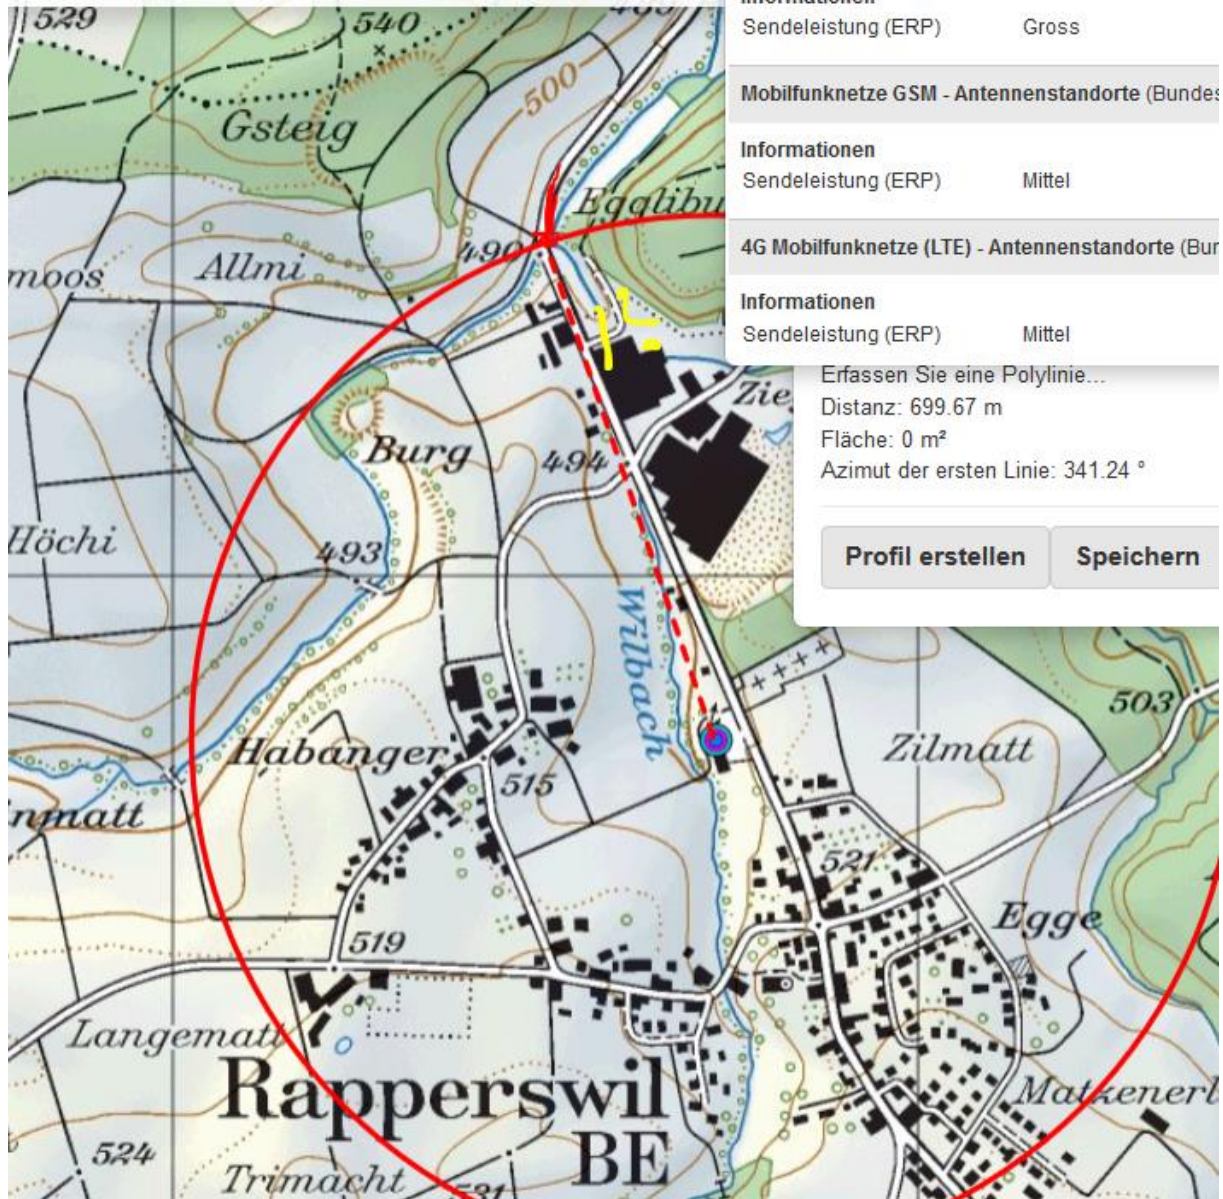 529
540
Gsteig
500
Informationen
Sendeleistung (ERP) Gross
Mobilfunknetze GSM - Antennenstandorte (Bundes
Informationen
Sendeleistung (ERP) Mittel
4G Mobilfunknetze (LTE) - Antennenstandorte (Bun
Informationen
Sendeleistung (ERP) Mittel
Erfassen Sie eine Polylinie...
Distanz: 699.67 m
Fläche: 0 m²
Azimut der ersten Linie: 341.24 °
Profil erstellen Speichern
Egglibu
490
moos
Allmi
Zie
Burg
494
Höchi
493
Wilbach
503
Habanger
Zilmatt
515
nmatt
521
Egge
519
Langematt
Rapperswil
BE
Matzenerl
524
Trimacht
531